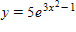 y = 5e^{3x^2-1}